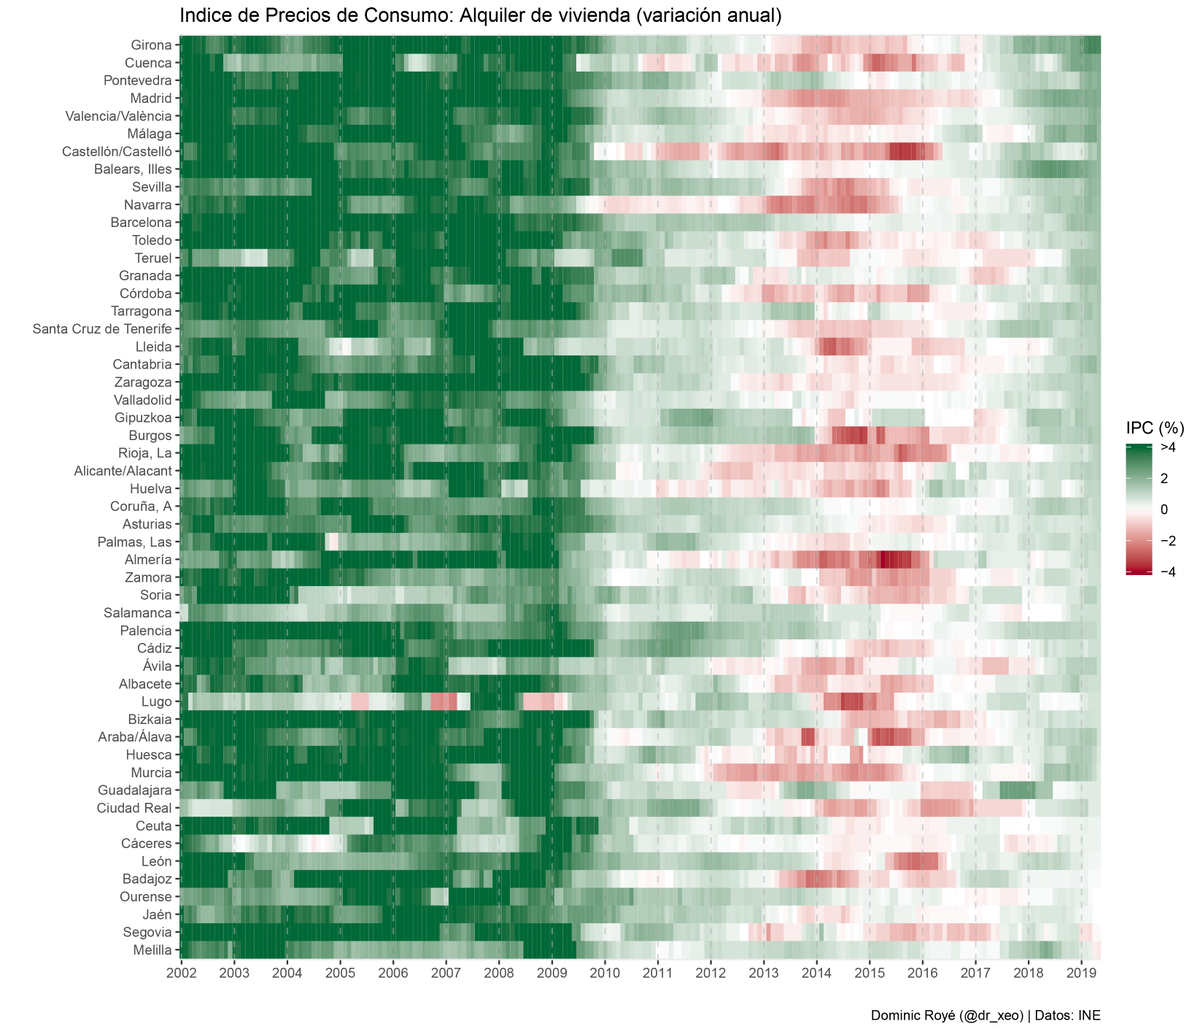 Indice de Precios de Consumo: Alquiler de vivienda (variación anual)
Girona
Cuenca
Pontevedra
Madrid
Valencia/València
Málaga
Castellón/Castelló
Balears, Illes
Sevilla
Navarra
Barcelona
Toledo
Teruel
Granada
Córdoba
Tarragona
Santa Cruz de Tenerife
Lleida
Cantabria
Zaragoza
Valladolid
Gipuzkoa
Burgos
Rioja, La
Alicante/Alacant
Huelva
Coruña, A
Asturias
Palmas, Las
Almería
Zamora
Soria
Salamanca
Palencia
Cádiz
Ávila
Albacete
Lugo
Bizkaia
Araba/Álava
Huesca
Murcia
Guadalajara
Ciudad Real
Ceuta
Cáceres
León
Badajoz
Ourense
Jaén
Segovia
Melilla
2002 2003 2004 2005 2006 2007 2008 2009 2010 2011 2012 2013 2014 2015 2016 2017 2018 2019
IPC (%)
>4
2
0
−2
−4
Dominic Royé (@dr_xeo) | Datos: INE